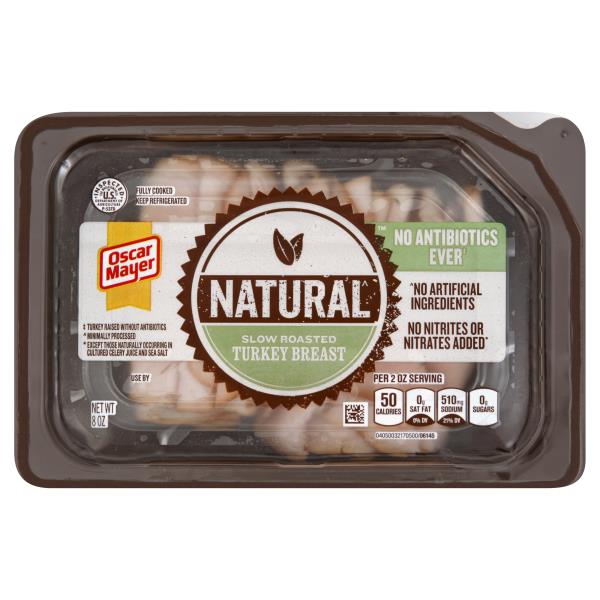 INSPECTED
U.S.
DEPARTMENT OF
AGRICULTURE
FULLY COOKED
KEEP REFRIGERATED
Oscar
Mayer
‡ TURKEY RAISED WITHOUT ANTIBIOTICS
^ MINIMALLY PROCESSED
* EXCEPT THOSE NATURALLY OCCURRING IN
CULTURED CELERY JUICE AND SEA SALT
USE BY
NET WT
8 OZ
NATURAL
SLOW ROASTED
TURKEY BREAST
™
NO ANTIBIOTICS
EVER‡
^NO ARTIFICIAL
INGREDIENTS
NO NITRITES OR
NITRATES ADDED*
PER 2 OZ SERVING
50
CALORIES
0g
SAT FAT
0% DV
510mg
SODIUM
21% DV
0g
SUGARS
04050032170500/06145